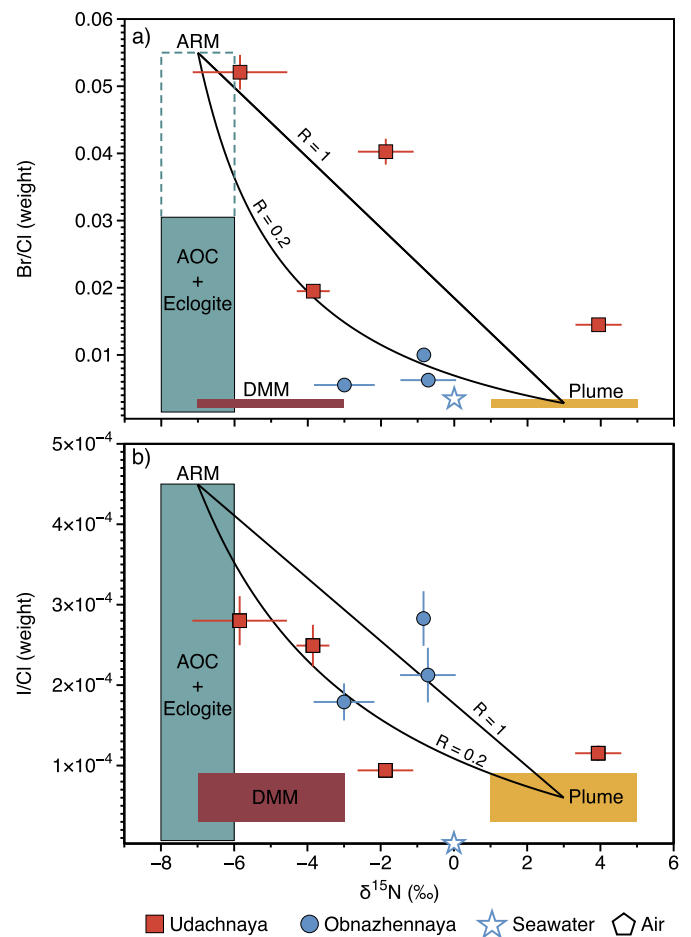 a)
ARM
0.06
0.05
0.04
0.03
0.02
0.01
Br/Cl (weight)
R = 1
R = 0.2
AOC
+
Eclogite
DMM
Plume
b)
ARM
5×10⁻⁴
4×10⁻⁴
3×10⁻⁴
2×10⁻⁴
1×10⁻⁴
I/Cl (weight)
AOC
+
Eclogite
R = 1
R = 0.2
DMM
Plume
−8 −6 −4 −2 0 2 4 6
δ¹⁵N (‰)
Udachnaya Obnazhennaya Seawater Air